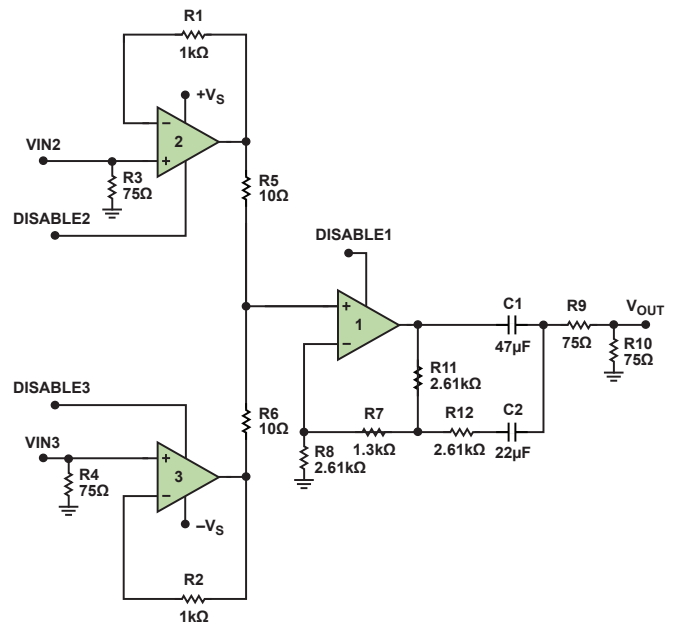 R1
1kΩ
+VS
2
VIN2
R3
75Ω
DISABLE2
R5
10Ω
DISABLE1
1
C1
47µF
R9
75Ω
VOUT
R10
75Ω
R11
2.61kΩ
DISABLE3
R6
10Ω
R7
1.3kΩ
R12
2.61kΩ
C2
22µF
R8
2.61kΩ
VIN3
R4
75Ω
3
–VS
R2
1kΩ